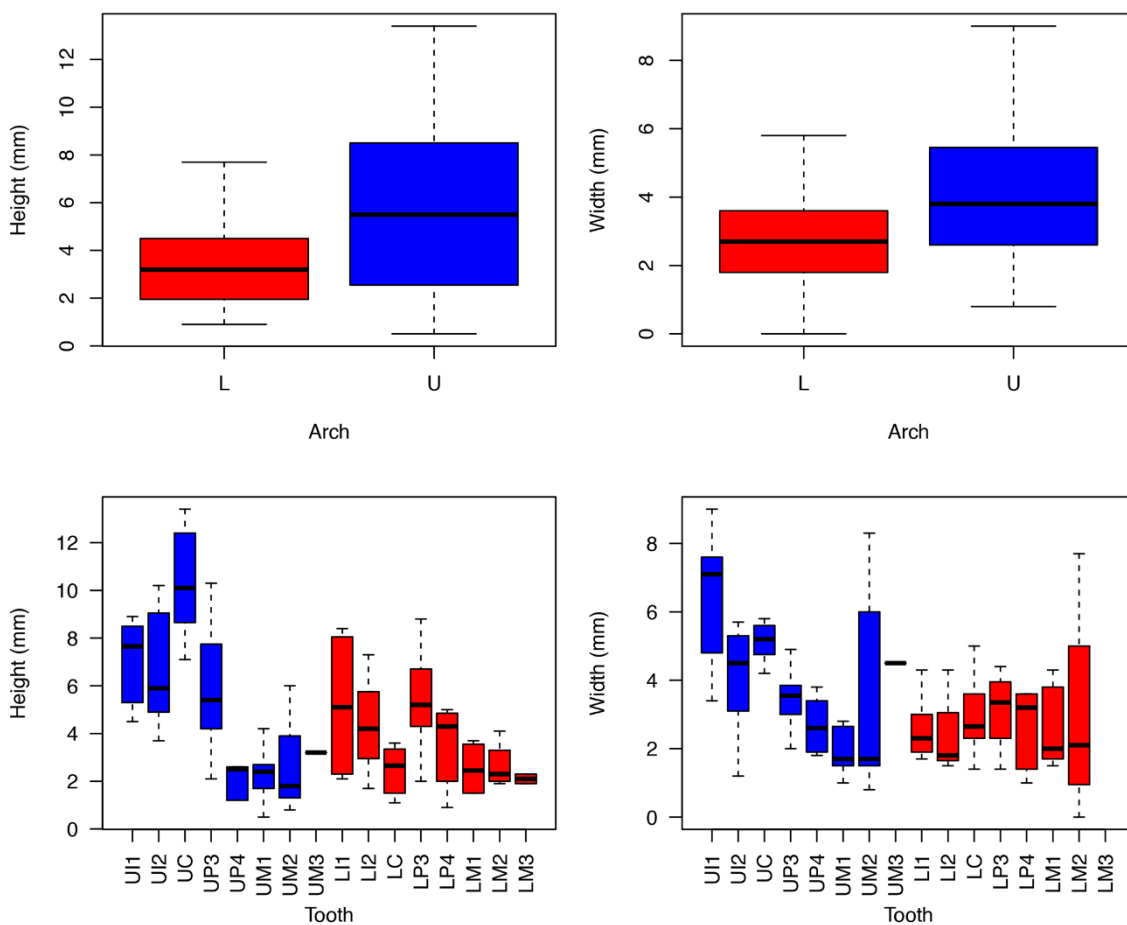 Height (mm)
0 2 4 6 8 10 12
L U
Arch
Width (mm)
0 2 4 6 8
L U
Arch
Height (mm)
0 2 4 6 8 10 12
UI1 UI2 UC UP3 UP4 UM1 UM2 UM3 LI1 LI2 LC LP3 LP4 LM1 LM2 LM3
Tooth
Width (mm)
0 2 4 6 8
UI1 UI2 UC UP3 UP4 UM1 UM2 UM3 LI1 LI2 LC LP3 LP4 LM1 LM2 LM3
Tooth